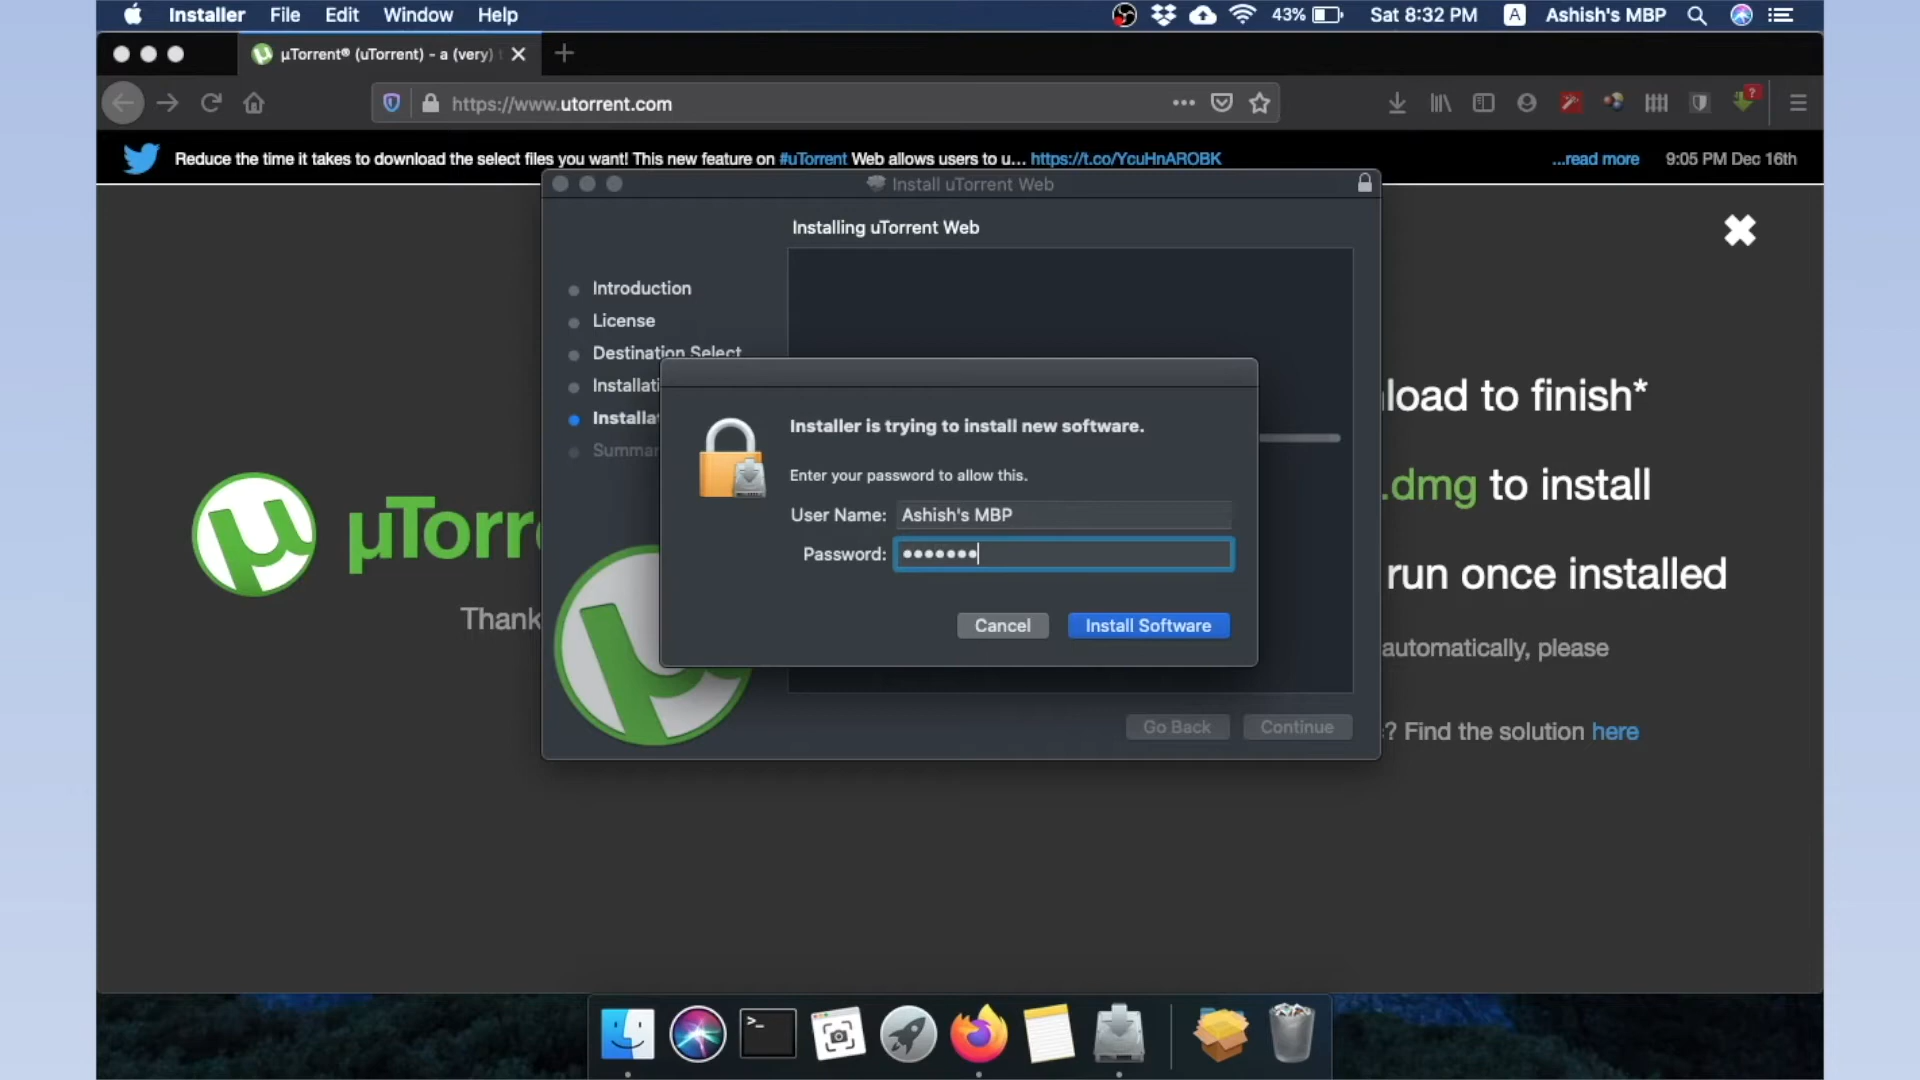 Installer File Edit Window Help 43% Sat 8:32 PM A Ashish's MBP
µTorrent® (uTorrent) - a (very)
https://www.utorrent.com
Reduce the time it takes to download the select files you want! This new feature on #uTorrent Web allows users to u... https://t.co/YcuHnAROBK ...read more 9:05 PM Dec 16th
Install uTorrent Web
Installing uTorrent Web
Introduction
License
Destination Select
Installati
Installat
Summar
Installer is trying to install new software.
Enter your password to allow this.
User Name: Ashish's MBP
Password: •••••••
Cancel Install Software
Go Back Continue
µTorre
Thank
load to finish*
.dmg to install
run once installed
automatically, please
? Find the solution here